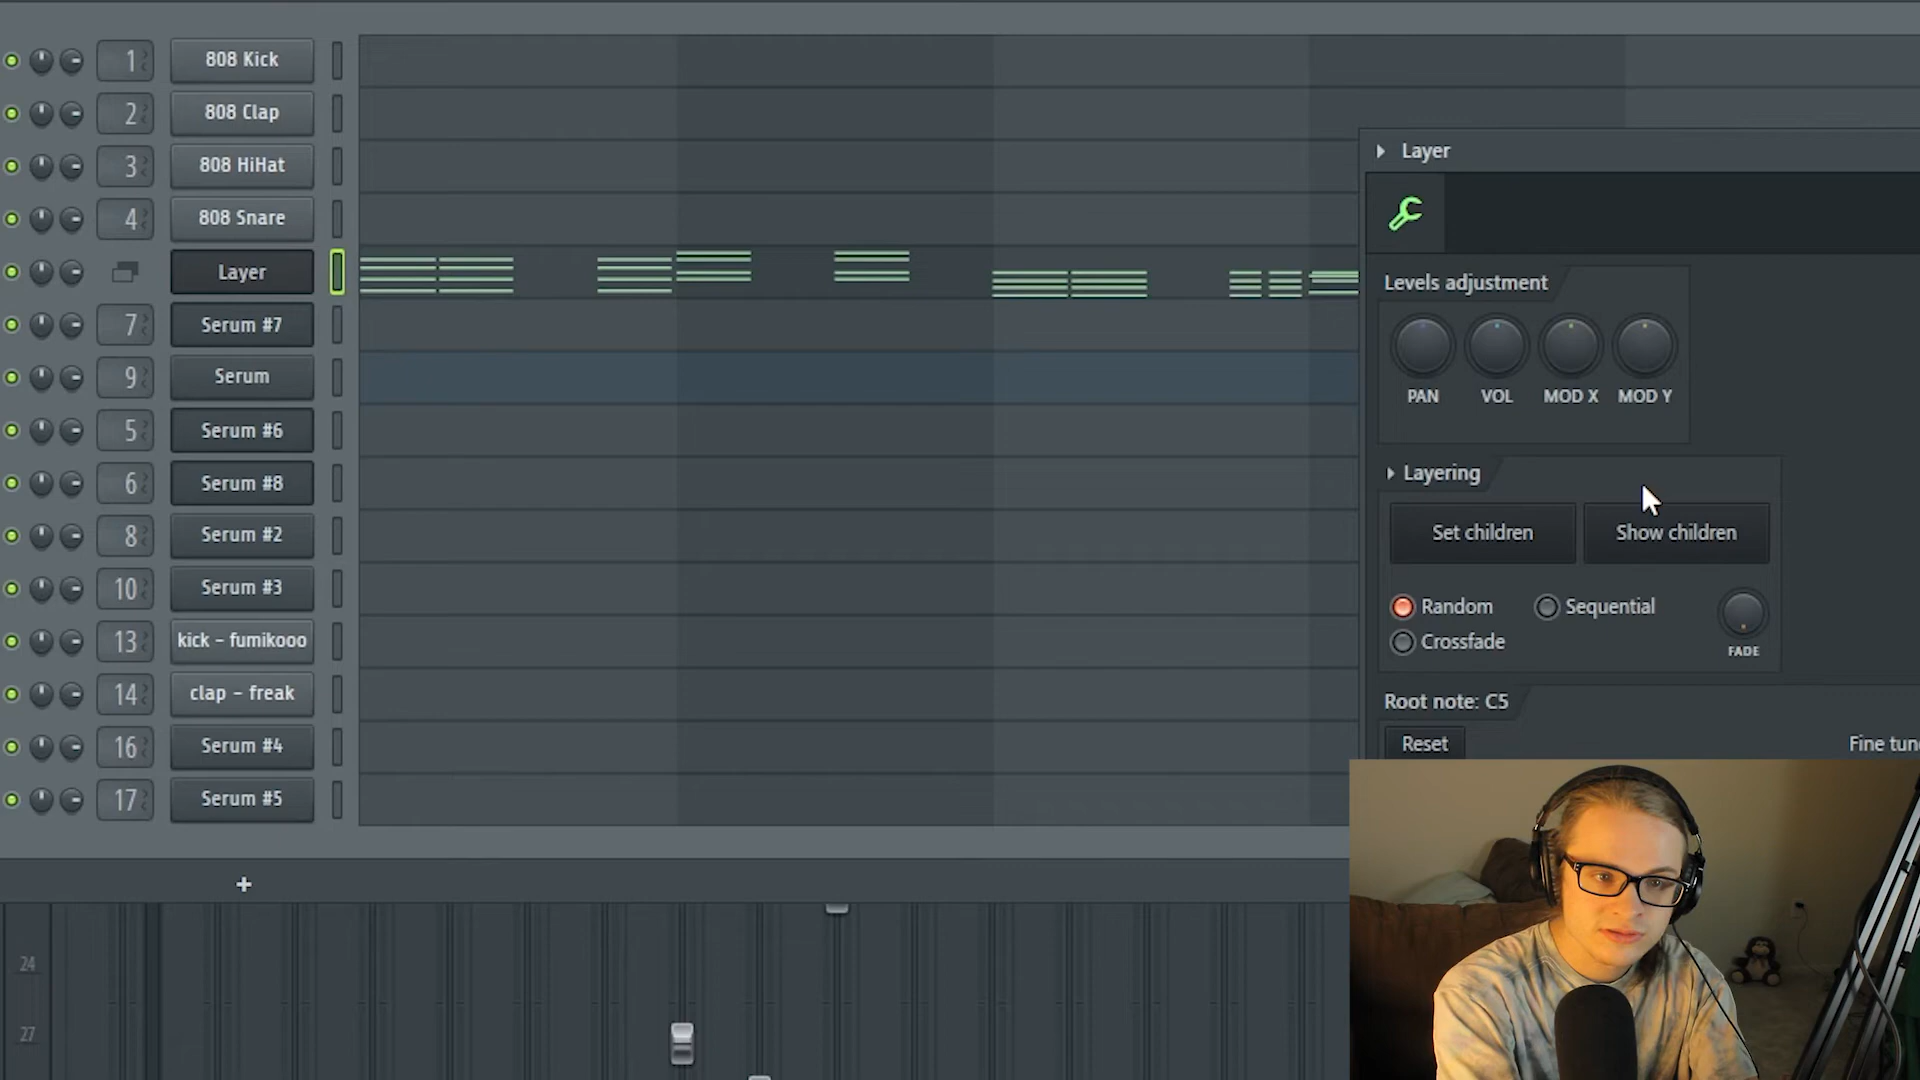 1 808 Kick
2 808 Clap
3 808 HiHat
4 808 Snare
Layer
7 Serum #7
9 Serum
5 Serum #6
6 Serum #8
8 Serum #2
10 Serum #3
13 kick – fumikooo
14 clap – freak
16 Serum #4
17 Serum #5
+
24
27
Layer
Levels adjustment
PAN VOL MOD X MOD Y
Layering
Set children Show children
Random Sequential
Crossfade
FADE
Root note: C5
Reset Fine tun